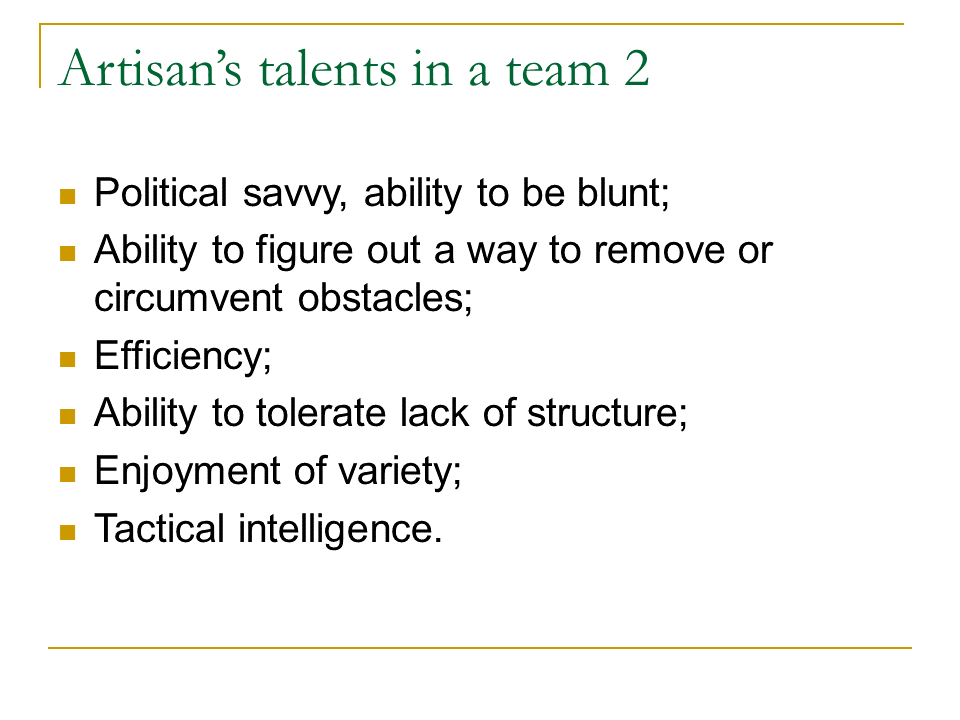 Artisan’s talents in a team 2
Political savvy, ability to be blunt;
Ability to figure out a way to remove or
circumvent obstacles;
Efficiency;
Ability to tolerate lack of structure;
Enjoyment of variety;
Tactical intelligence.